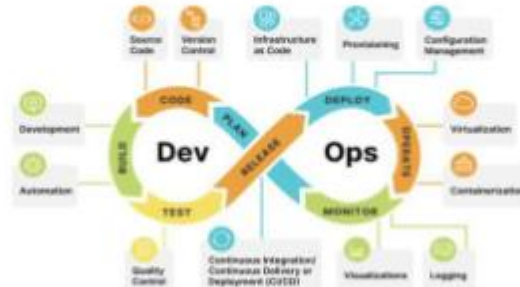 Source
Code
Version
Control
Infrastructure
as Code
Provisioning
Configuration
Management
CODE
DEPLOY
Development
PLAN
Virtualization
BUILD
Dev
RELEASE
Ops
OPERATE
Automation
Containerization
TEST
MONITOR
Quality
Control
Continuous Integration/
Continuous Delivery or
Deployment (CI/CD)
Visualizations
Logging